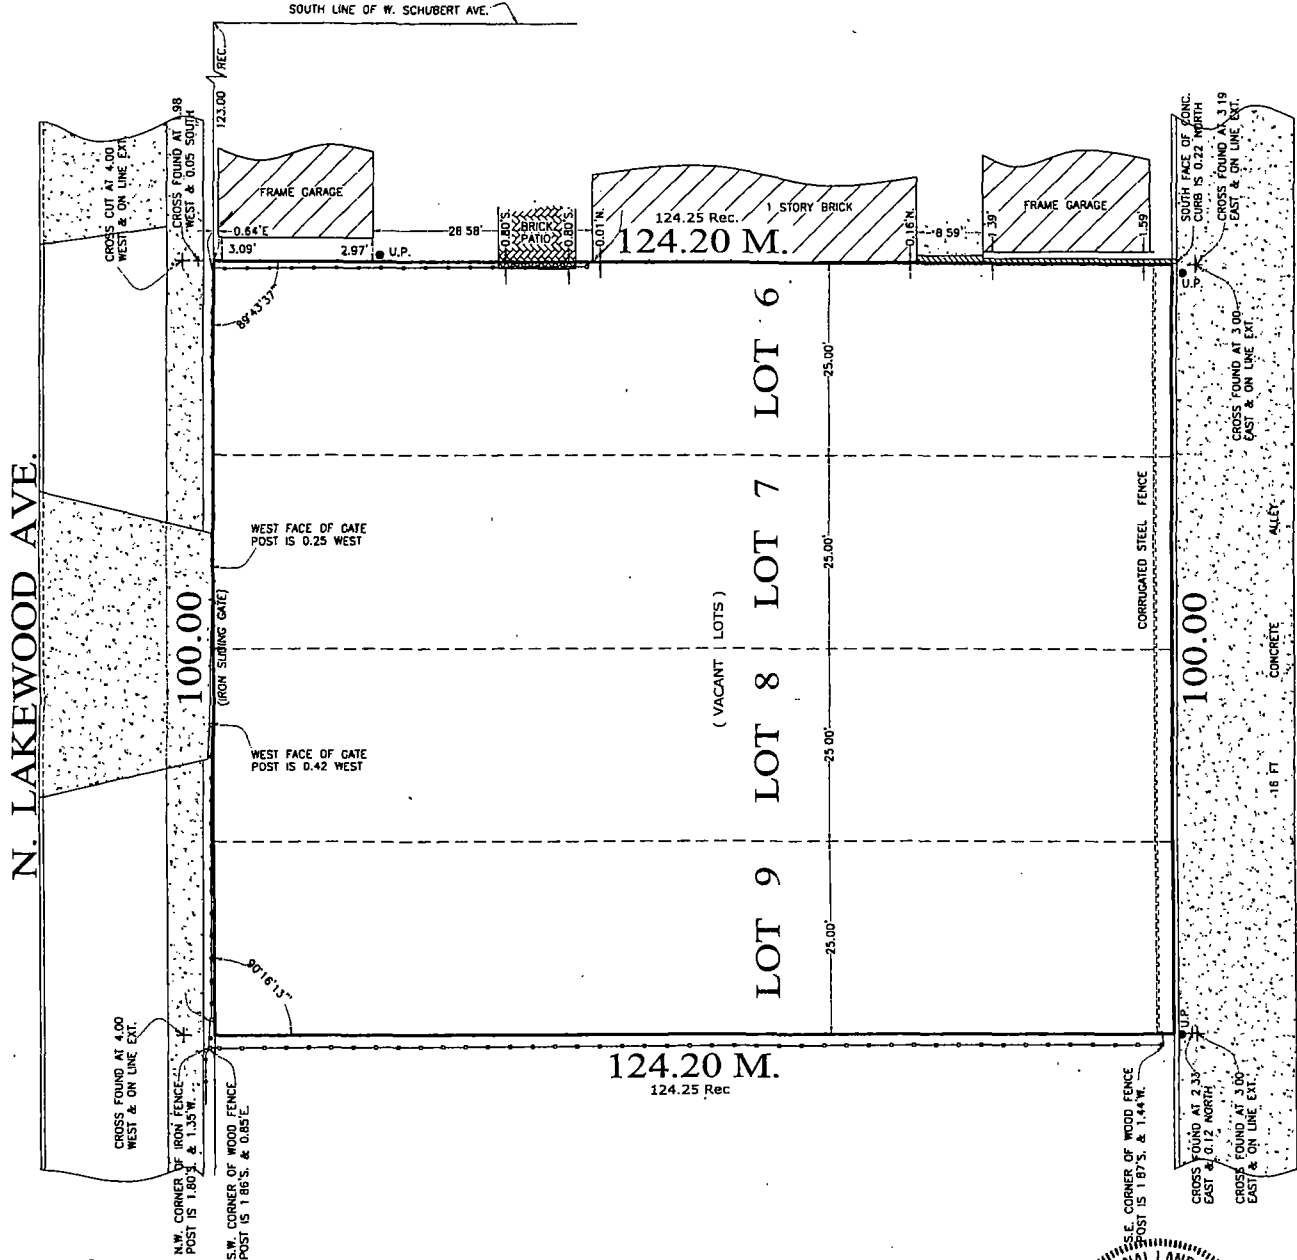 SOUTH LINE OF W. SCHUBERT AVE.
123.00
REC.
CROSS CUT AT 4.00
WEST & ON LINE EXT.
CROSS FOUND AT 1.98
WEST & 0.05 SOUTH
FRAME GARAGE
0.64'E
3.09'
2.97'
U.P.
28 58'
0.80'S.
BRICK
PATIO
0.80'S.
0.01'N.
124.25 Rec.
1 STORY BRICK
124.20 M.
0.16'N.
8 59'
1.39'
FRAME GARAGE
1.59'
SOUTH FACE OF CONC.
CURB IS 0.22 NORTH
CROSS FOUND AT 3 19
EAST & ON LINE EXT.
U.P.
CROSS FOUND AT 3 00
EAST & ON LINE EXT.
89°43'37"
LOT 6
25.00'
N. LAKEWOOD AVE.
WEST FACE OF GATE
POST IS 0.25 WEST
LOT 7
25.00'
CORRUGATED STEEL FENCE
ALLEY
100.00
(IRON SLIDING GATE)
( VACANT LOTS )
100.00
CONCRETE
16 FT
WEST FACE OF GATE
POST IS 0.42 WEST
LOT 8
25 00'
LOT 9
25.00'
90°16'13"
CROSS FOUND AT 4.00
WEST & ON LINE EXT.
N.W. CORNER OF IRON FENCE
POST IS 1.80'S. & 1.35'W.
S.W. CORNER OF WOOD FENCE
POST IS 1 86'S. & 0.85'E.
124.20 M.
124.25 Rec
S.E. CORNER OF WOOD FENCE
POST IS 1 87'S. & 1.44'W.
U.P.
CROSS FOUND AT 2 33
EAST & 0.12 NORTH
CROSS FOUND AT 3 00
EAST & ON LINE EXT.